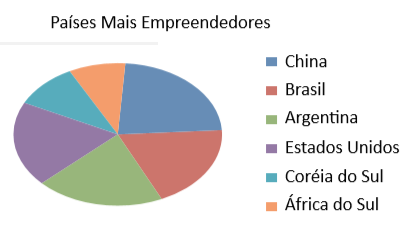 Países Mais Empreendedores
China
Brasil
Argentina
Estados Unidos
Coréia do Sul
África do Sul